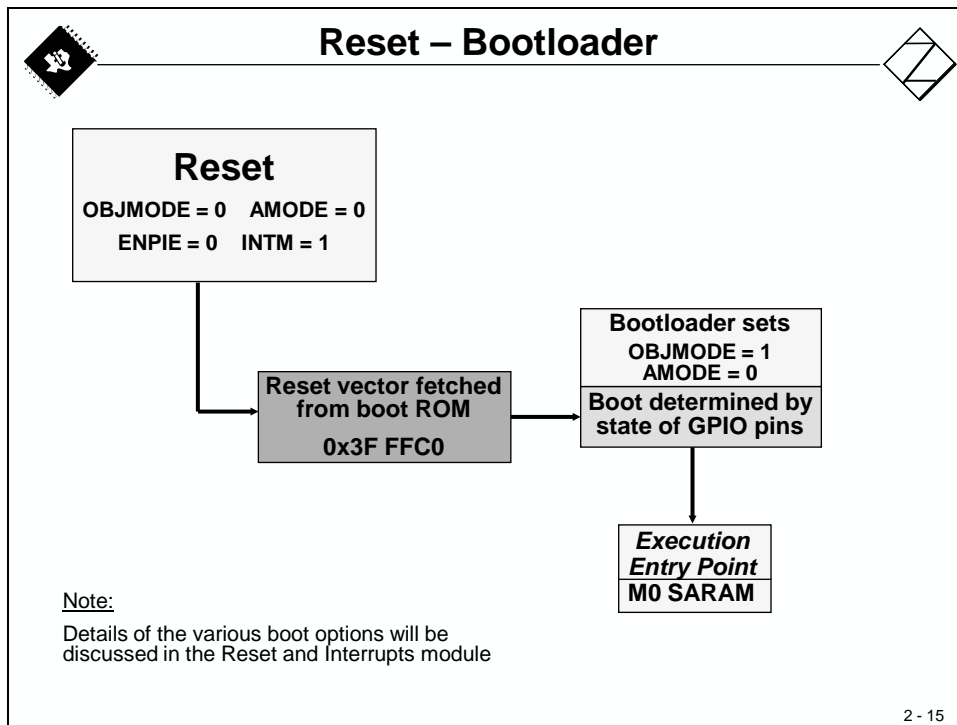 Reset – Bootloader
Reset
OBJMODE = 0 AMODE = 0
ENPIE = 0 INTM = 1
Reset vector fetched
from boot ROM
0x3F FFC0
Bootloader sets
OBJMODE = 1
AMODE = 0
Boot determined by
state of GPIO pins
Execution
Entry Point
M0 SARAM
Note:
Details of the various boot options will be
discussed in the Reset and Interrupts module
2 - 15